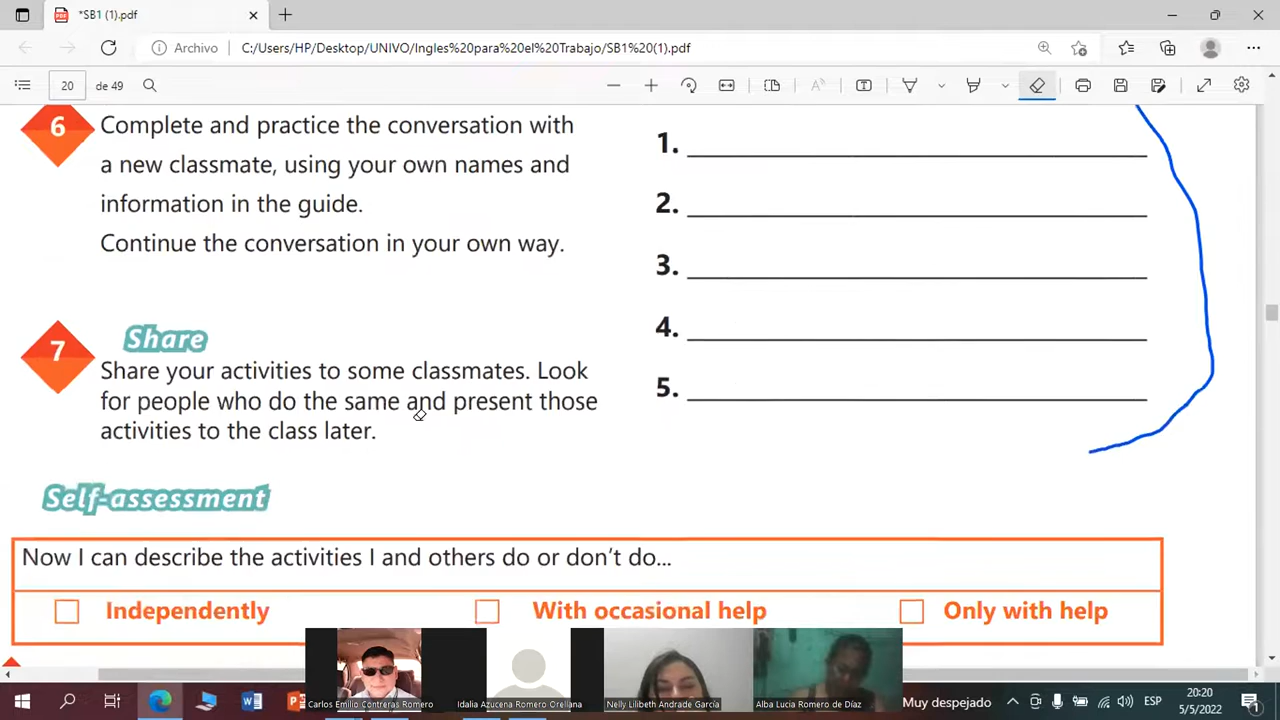 *SB1 (1).pdf
Archivo
C:/Users/HP/Desktop/UNIVO/Ingles%20para%20el%20Trabajo/SB1%20(1).pdf
20
de 49
6
Complete and practice the conversation with
a new classmate, using your own names and
information in the guide.
Continue the conversation in your own way.
1.
2.
3.
4.
5.
7
Share
Share your activities to some classmates. Look
for people who do the same and present those
activities to the class later.
Self-assessment
Now I can describe the activities I and others do or don't do...
Independently
With occasional help
Only with help
Carlos Emilio Contreras Romero
Idalia Azucena Romero Orellana
Nelly Lilibeth Andrade García
Alba Lucia Romero de Díaz
Muy despejado
ESP
20:20
5/5/2022
1